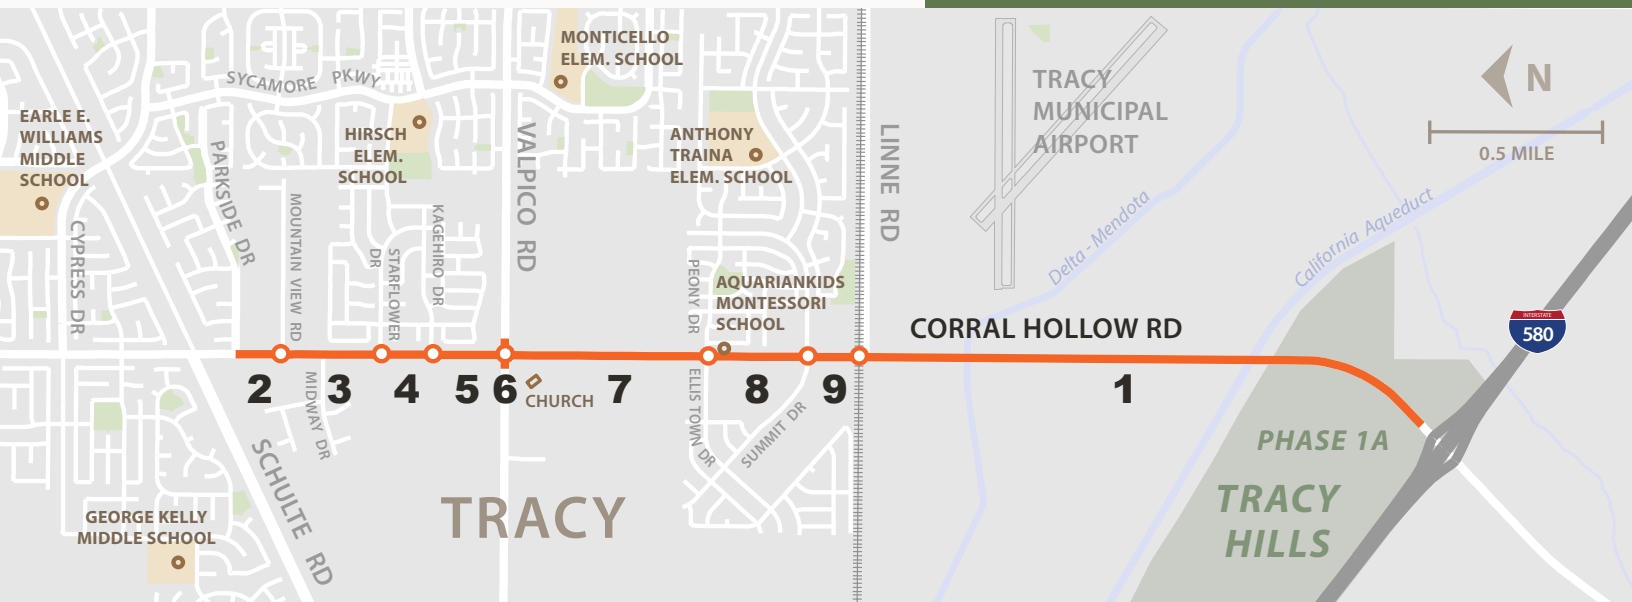 MONTICELLO
ELEM. SCHOOL
SYCAMORE PKWY
EARLE E.
WILLIAMS
MIDDLE
SCHOOL
HIRSCH
ELEM.
SCHOOL
ANTHONY
TRAINA
ELEM. SCHOOL
TRACY
MUNICIPAL
AIRPORT
N
0.5 MILE
PARKSIDE DR
CYPRESS DR
MOUNTAIN VIEW RD
STARFLOWER
DR
KAGEHIRO DR
VALPICO RD
PEONY DR
AQUARIANKIDS
MONTESSORI
SCHOOL
LINNE RD
Delta - Mendota
California Aqueduct
CORRAL HOLLOW RD
INTERSTATE
580
2
3
4
5
6
CHURCH
7
8
9
1
MIDWAY DR
ELLIS TOWN DR
SUMMIT DR
SCHULTE RD
GEORGE KELLY
MIDDLE SCHOOL
TRACY
PHASE 1A
TRACY
HILLS